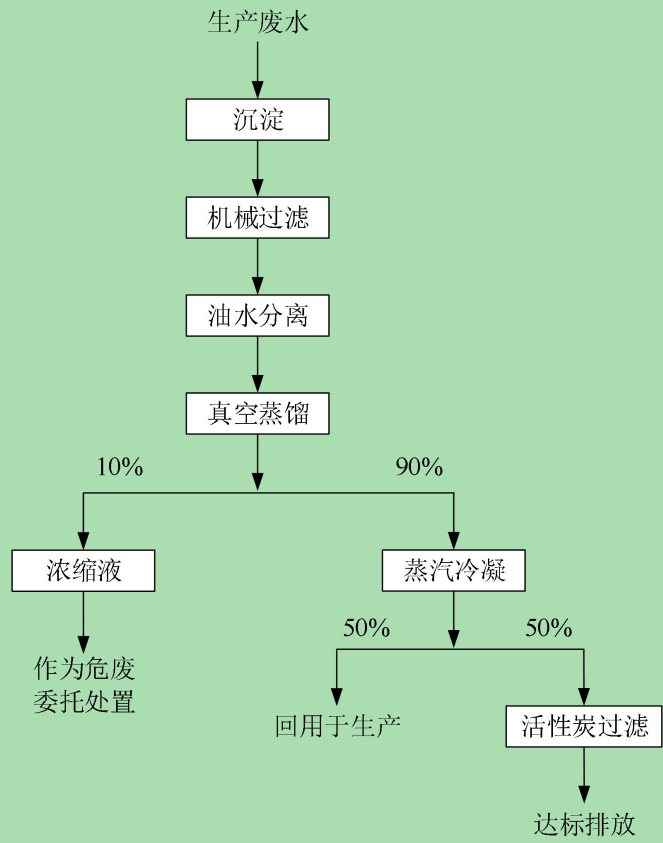 生产废水
沉淀
机械过滤
油水分离
真空蒸馏
10%
90%
浓缩液
蒸汽冷凝
50%
50%
作为危废
委托处置
回用于生产
活性炭过滤
达标排放